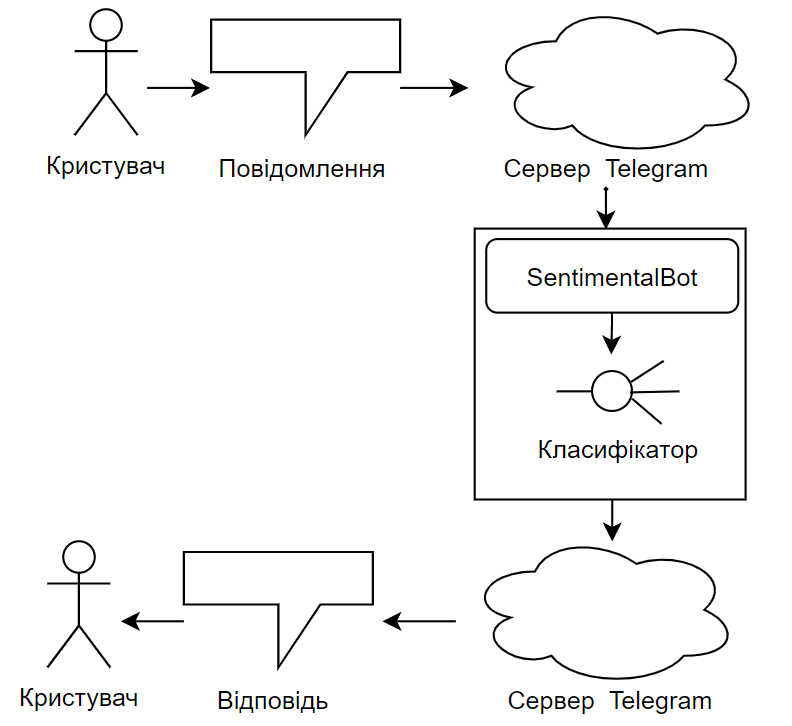 Кристувач
Повідомлення
Сервер Telegram
SentimentalBot
Класифікатор
Кристувач
Відповідь
Сервер Telegram